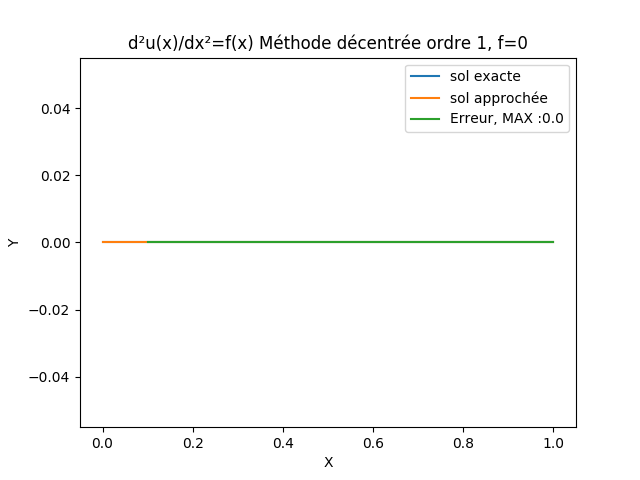 d²u(x)/dx²=f(x) Méthode décentrée ordre 1, f=0
sol exacte
sol approchée
Erreur, MAX :0.0
0.04
0.02
0.00
−0.02
−0.04
Y
0.0 0.2 0.4 0.6 0.8 1.0
X